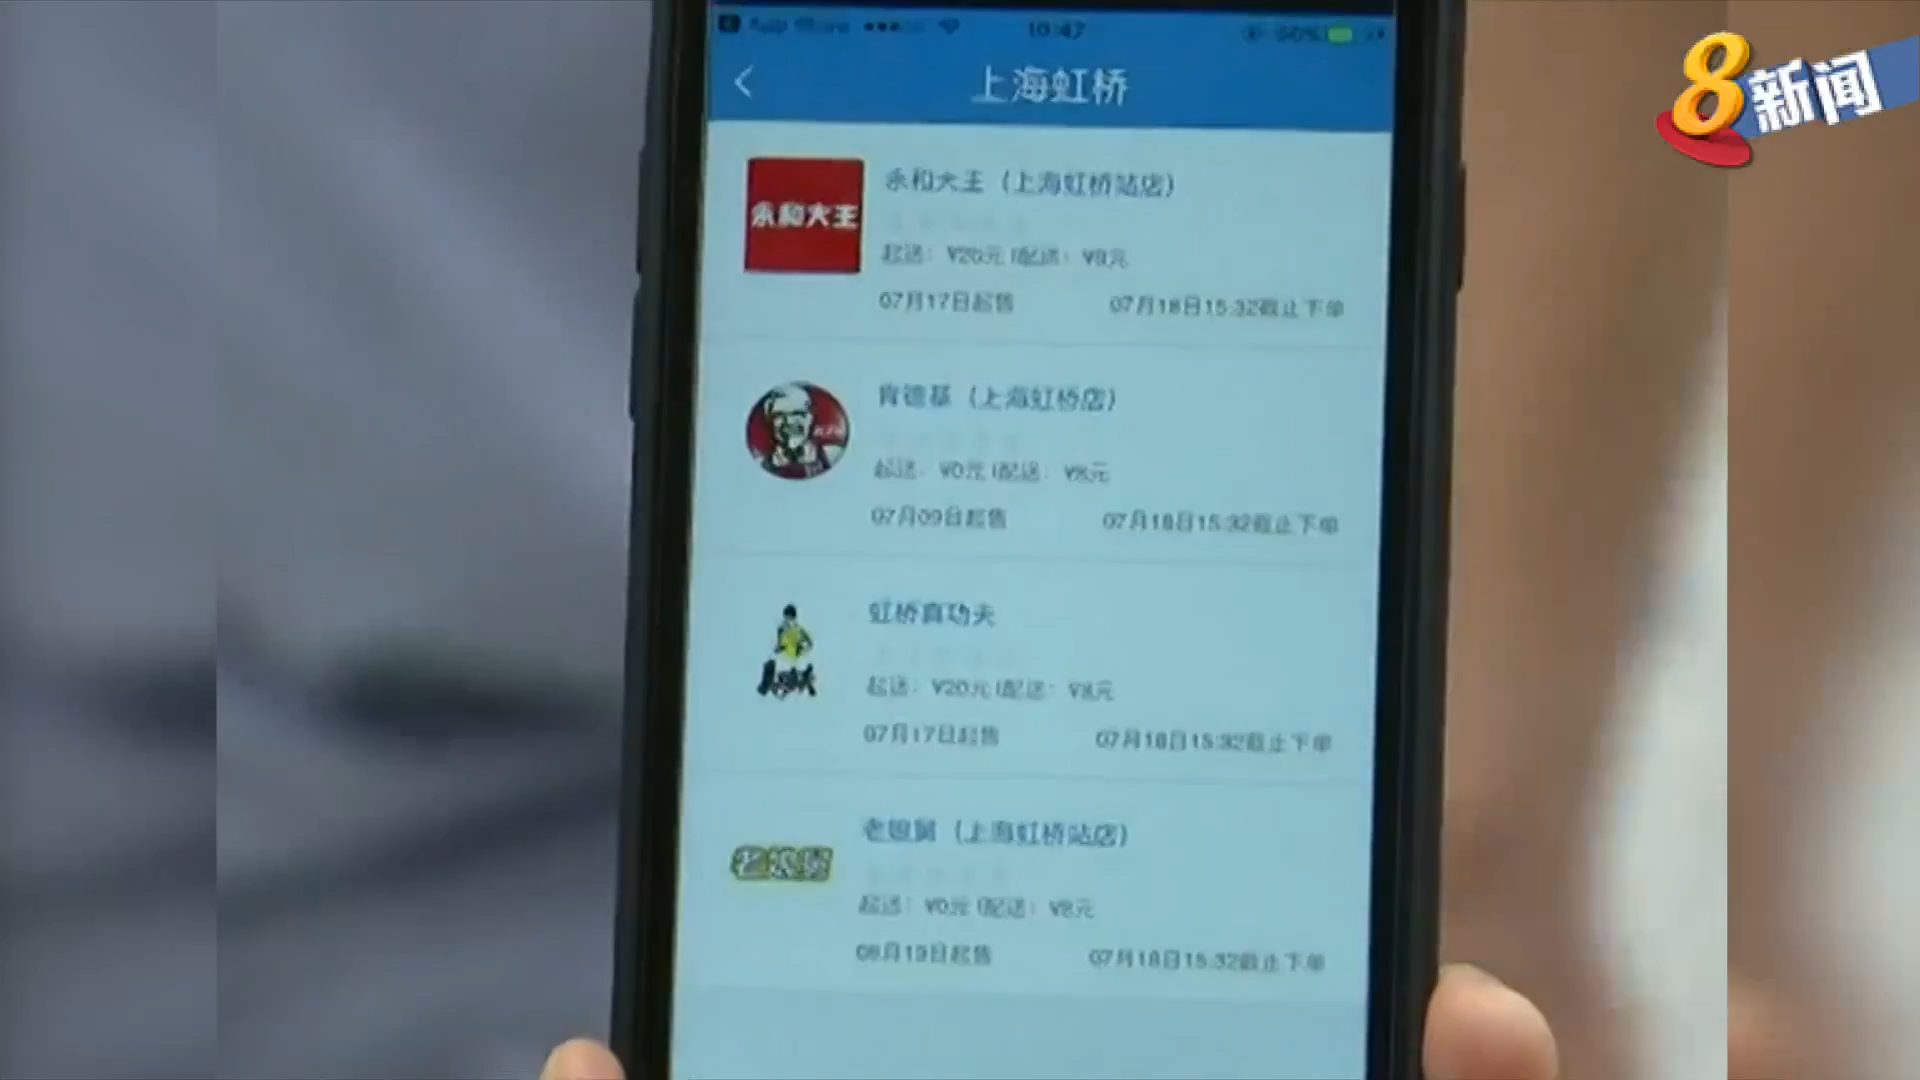 App Store
10:47
60%
8新闻
上海虹桥
永和大王
永和大王（上海虹桥站店）
起送：¥20元 | 配送：¥8元
07月17日起售 07月18日15:32截止下单
肯德基（上海虹桥店）
起送：¥0元 | 配送：¥8元
07月09日起售 07月18日15:32截止下单
虹桥真功夫
起送：¥20元 | 配送：¥8元
07月17日起售 07月18日15:32截止下单
老娘舅
老娘舅（上海虹桥站店）
起送：¥0元 | 配送：¥8元
06月19日起售 07月18日15:32截止下单